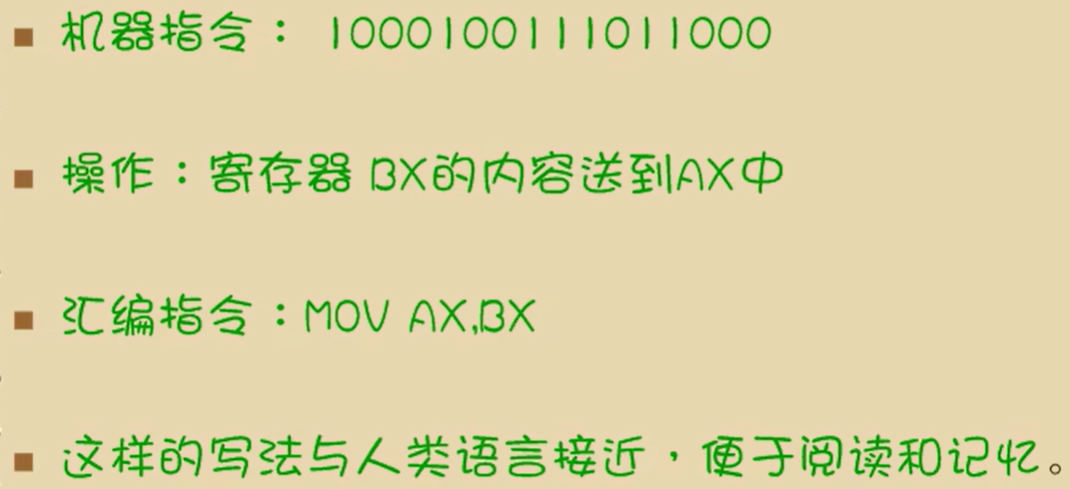 ■ 机器指令： 1000100111011000
■ 操作：寄存器 BX的内容送到AX中
■ 汇编指令：MOV AX,BX
■ 这样的写法与人类语言接近，便于阅读和记忆。